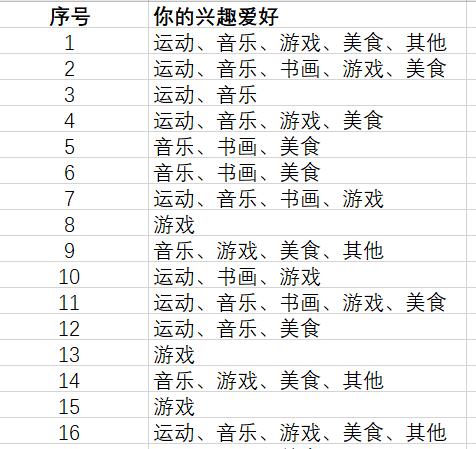 序号 你的兴趣爱好
1 运动、音乐、游戏、美食、其他
2 运动、音乐、书画、游戏、美食
3 运动、音乐
4 运动、音乐、游戏、美食
5 音乐、书画、美食
6 音乐、书画、美食
7 运动、音乐、书画、游戏
8 游戏
9 音乐、游戏、美食、其他
10 运动、书画、游戏
11 运动、音乐、书画、游戏、美食
12 运动、音乐、美食
13 游戏
14 音乐、游戏、美食、其他
15 游戏
16 运动、音乐、游戏、美食、其他